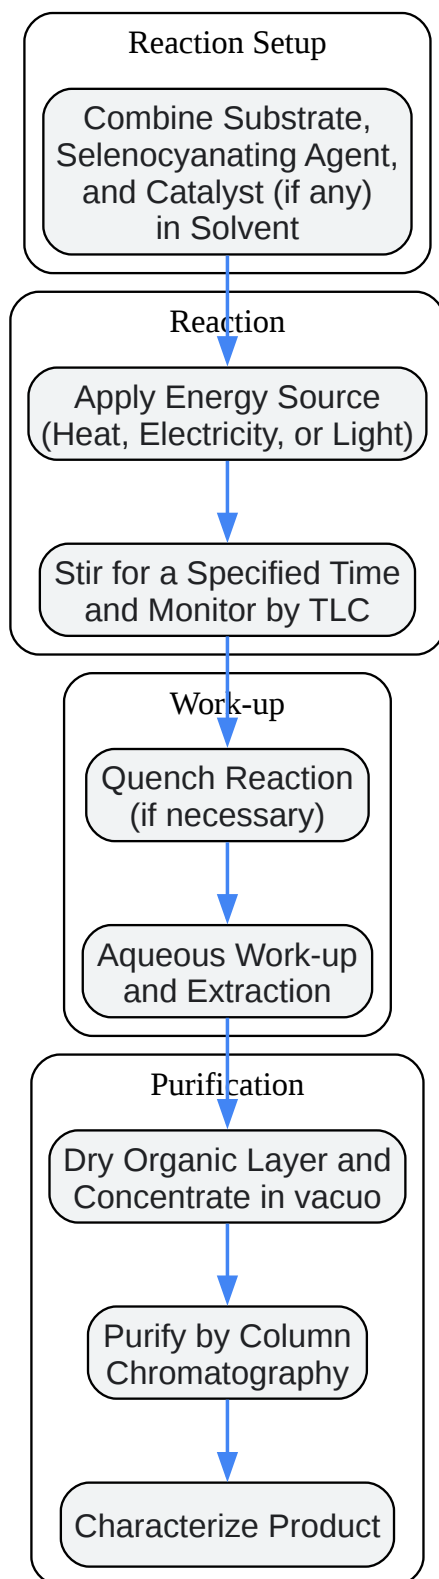 Reaction Setup
Combine Substrate,
Selenocyanating Agent,
and Catalyst (if any)
in Solvent
Reaction
Apply Energy Source
(Heat, Electricity, or Light)
Stir for a Specified Time
and Monitor by TLC
Work-up
Quench Reaction
(if necessary)
Aqueous Work-up
and Extraction
Purification
Dry Organic Layer and
Concentrate in vacuo
Purify by Column
Chromatography
Characterize Product